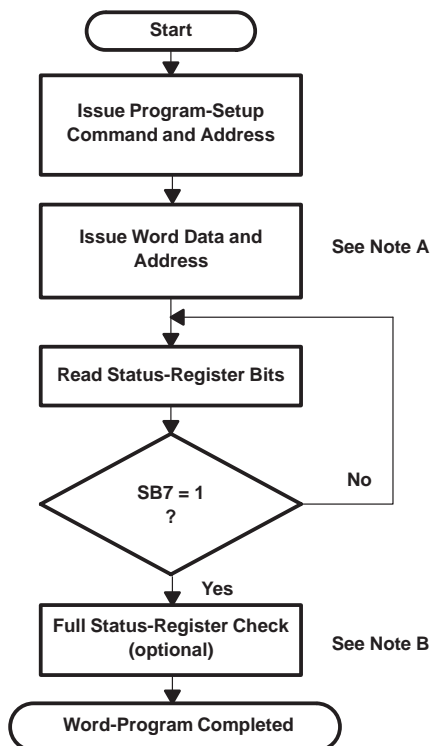 Start
Issue Program-Setup
Command and Address
Issue Word Data and
Address
See Note A
Read Status-Register Bits
SB7 = 1
?
No
Yes
Full Status-Register Check
(optional)
See Note B
Word-Program Completed